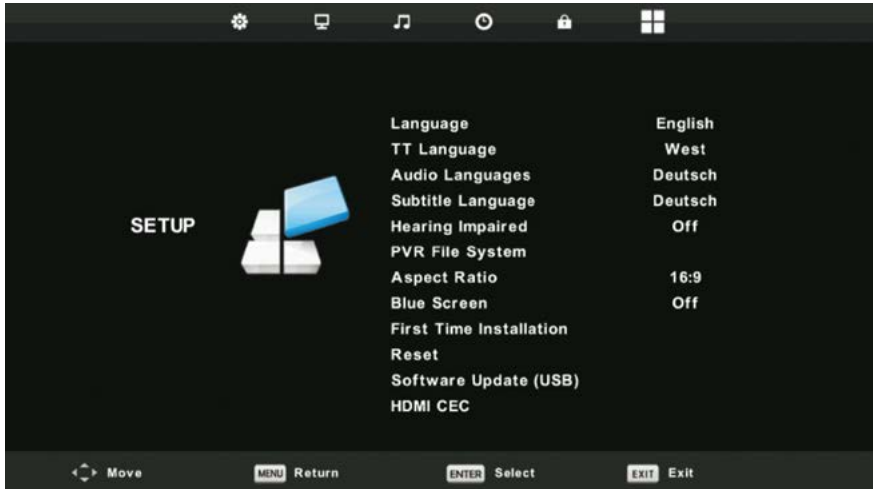 Language English
TT Language West
Audio Languages Deutsch
Subtitle Language Deutsch
SETUP Hearing Impaired Off
PVR File System
Aspect Ratio 16:9
Blue Screen Off
First Time Installation
Reset
Software Update (USB)
HDMI CEC
Move MENU Return ENTER Select EXIT Exit